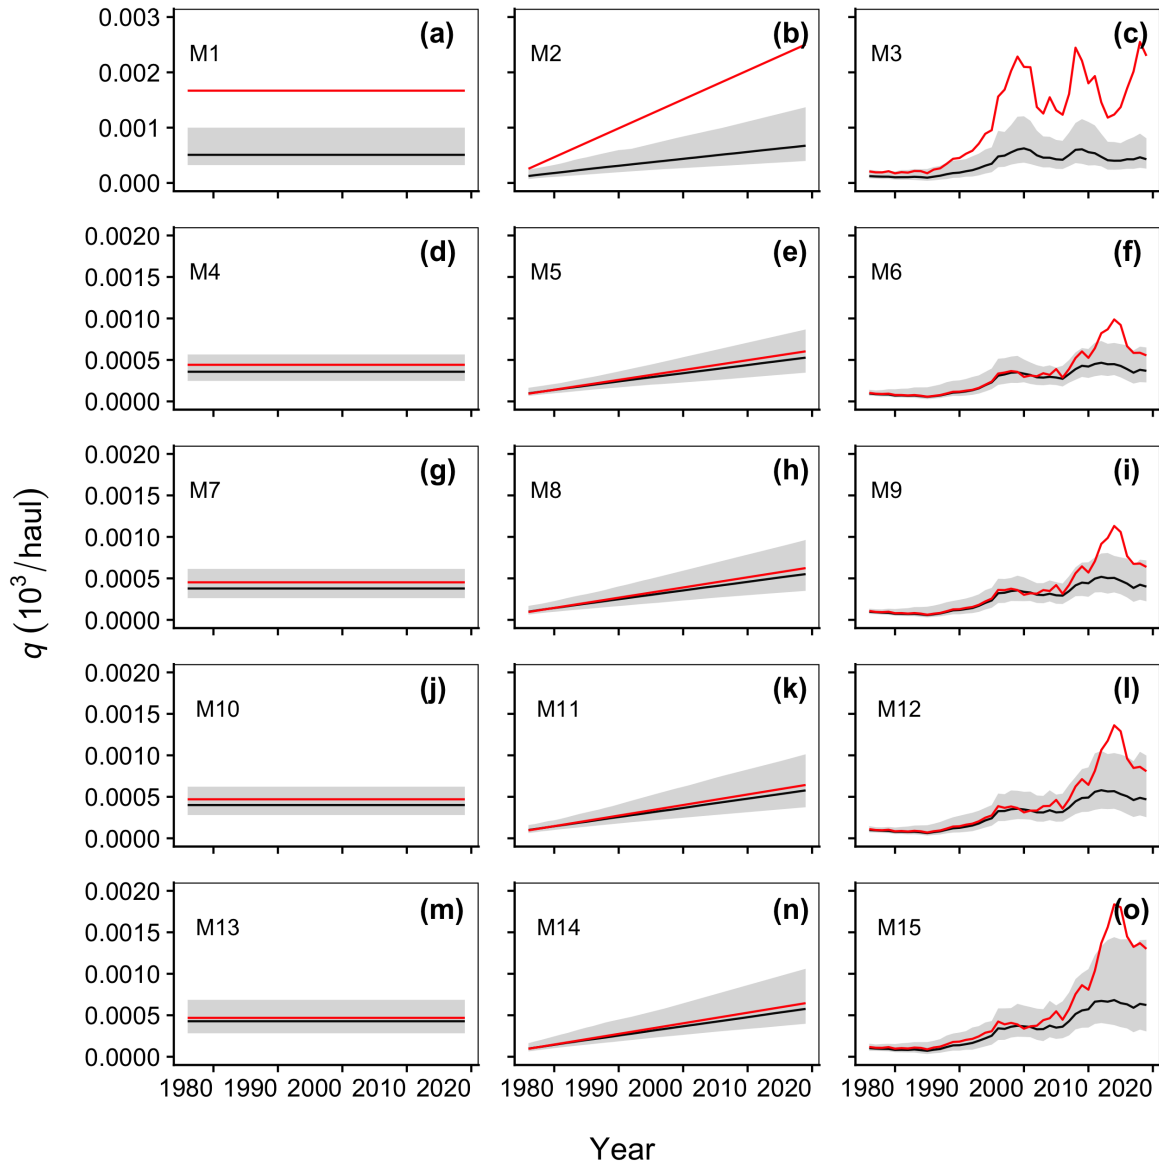 (a) (b) (c)
M1 M2 M3
0.003
0.002
0.001
0.000
(d) (e) (f)
M4 M5 M6
0.0020
0.0015
0.0010
0.0005
0.0000
(g) (h) (i)
M7 M8 M9
0.0020
0.0015
0.0010
0.0005
0.0000
(j) (k) (l)
M10 M11 M12
0.0020
0.0015
0.0010
0.0005
0.0000
(m) (n) (o)
M13 M14 M15
0.0020
0.0015
0.0010
0.0005
0.0000
1980 1990 2000 2010 2020 1980 1990 2000 2010 2020 1980 1990 2000 2010 2020
q (10³/haul)
Year